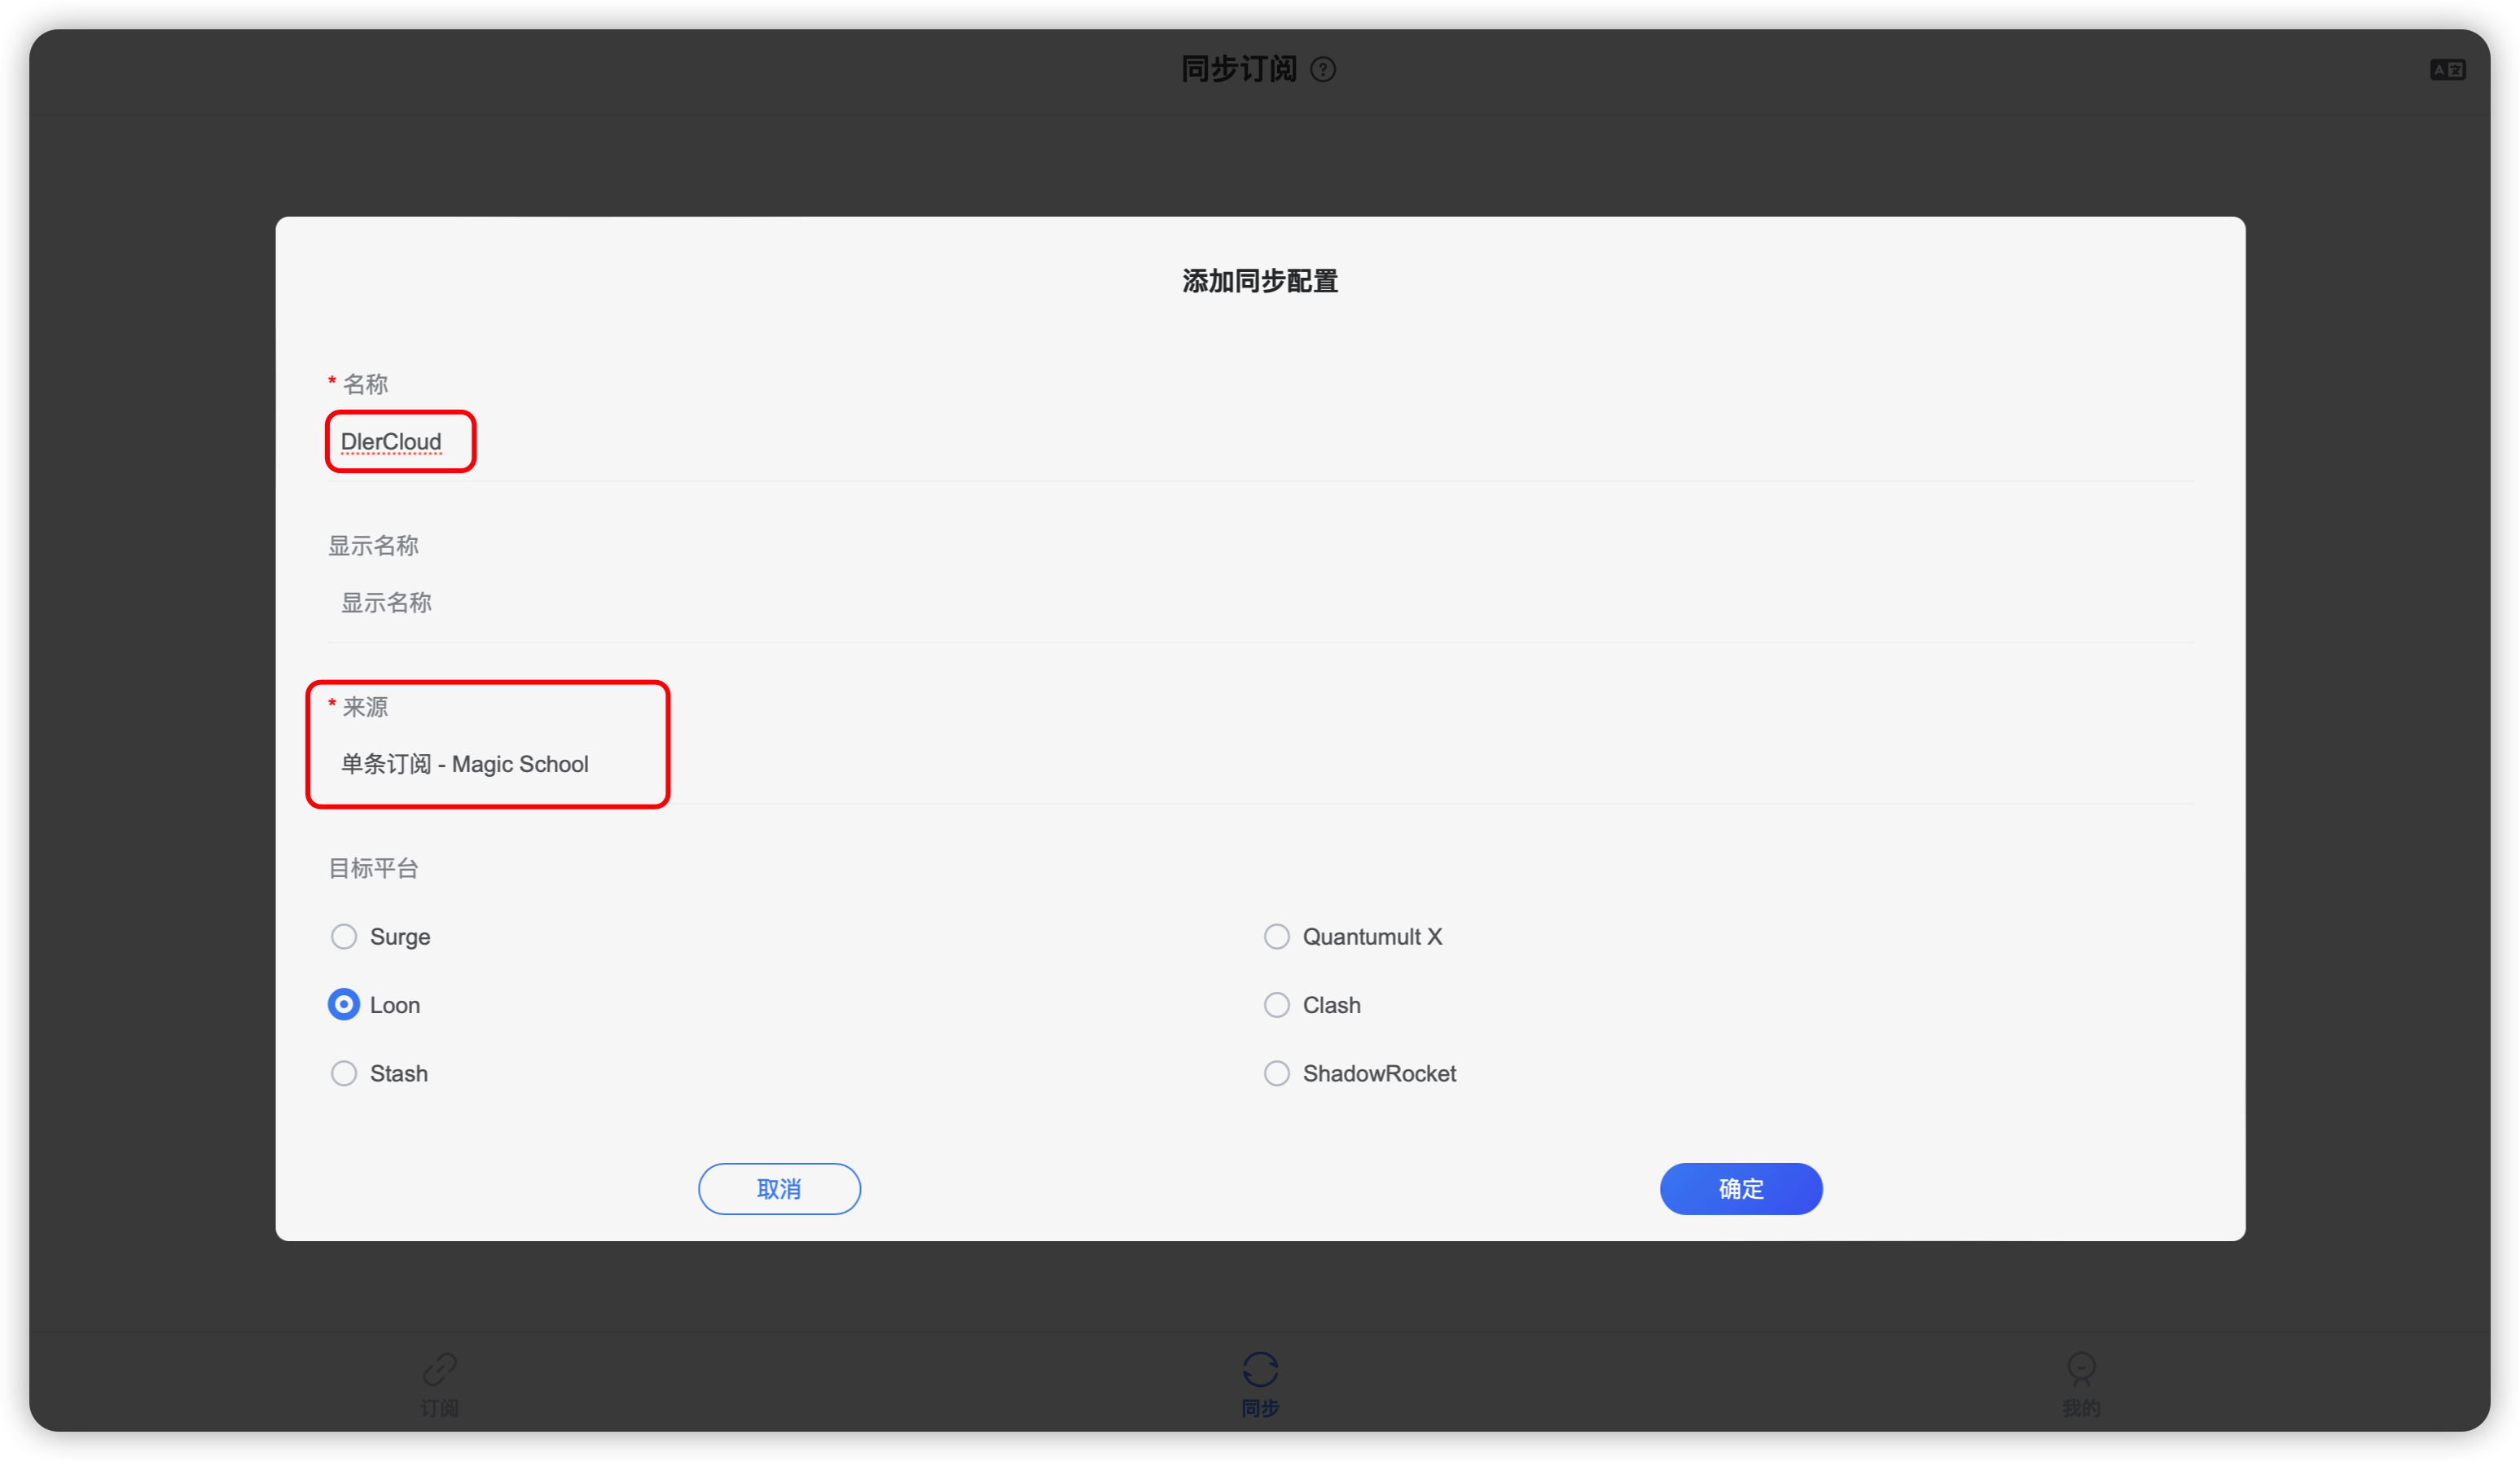 同步订阅 ?
A 文
添加同步配置
* 名称
DlerCloud
显示名称
显示名称
* 来源
单条订阅 - Magic School
目标平台
Surge
Quantumult X
Loon
Clash
Stash
ShadowRocket
取消
确定
订阅
同步
我的